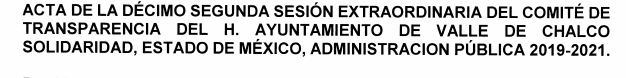 ACTA DE LA DÉCIMO SEGUNDA SESIÓN EXTRAORDINARIA DEL COMITÉ DE
TRANSPARENCIA DEL H. AYUNTAMIENTO DE VALLE DE CHALCO
SOLIDARIDAD, ESTADO DE MÉXICO, ADMINISTRACION PÚBLICA 2019-2021.